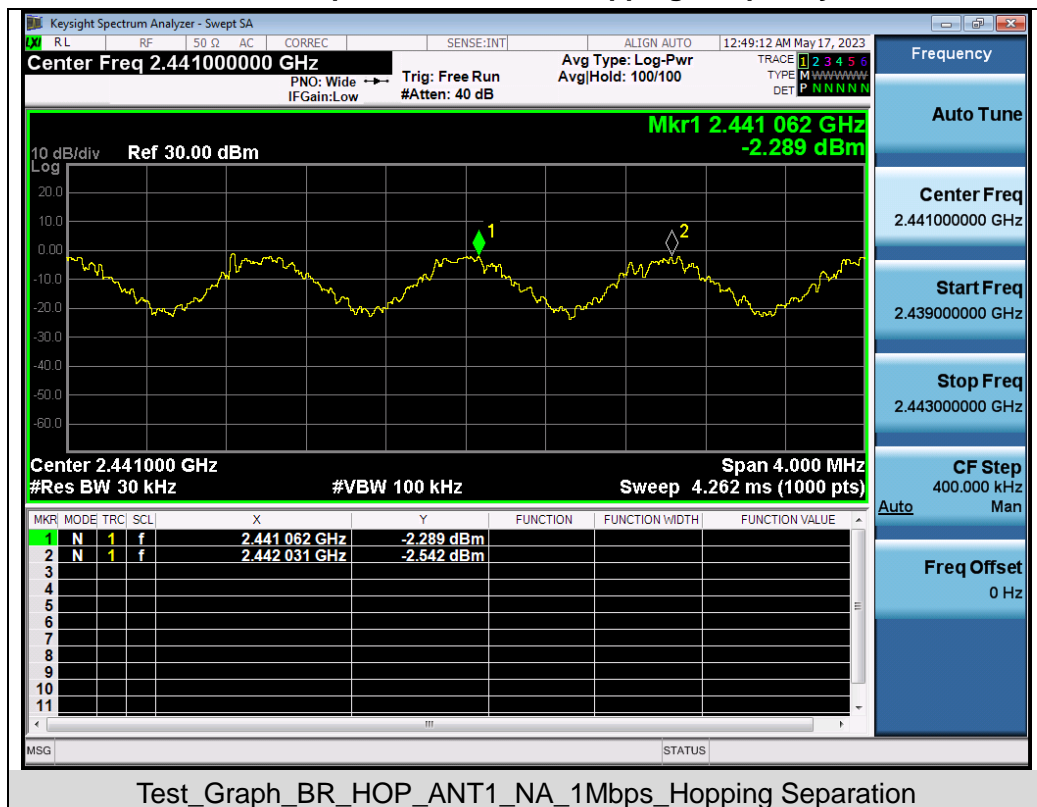 Keysight Spectrum Analyzer - Swept SA
LXI RL RF 50 Ω AC CORREC SENSE:INT ALIGN AUTO 12:49:12 AM May 17, 2023
Center Freq 2.441000000 GHz
PNO: Wide
IFGain:Low
Trig: Free Run
#Atten: 40 dB
Avg Type: Log-Pwr
Avg|Hold: 100/100
TRACE 1 2 3 4 5 6
TYPE M WWWWW
DET P N N N N N
Mkr1 2.441 062 GHz
-2.289 dBm
10 dB/div Ref 30.00 dBm
Log
20.0
10.0
0.00
-10.0
-20.0
-30.0
-40.0
-50.0
-60.0
1
2
Center 2.441000 GHz Span 4.000 MHz
#Res BW 30 kHz #VBW 100 kHz Sweep 4.262 ms (1000 pts)
MKR MODE TRC SCL X Y FUNCTION FUNCTION WIDTH FUNCTION VALUE
1 N 1 f 2.441 062 GHz -2.289 dBm
2 N 1 f 2.442 031 GHz -2.542 dBm
3
4
5
6
7
8
9
10
11
MSG STATUS
Frequency
Auto Tune
Center Freq
2.441000000 GHz
Start Freq
2.439000000 GHz
Stop Freq
2.443000000 GHz
CF Step
400.000 kHz
Auto Man
Freq Offset
0 Hz
Test_Graph_BR_HOP_ANT1_NA_1Mbps_Hopping Separation